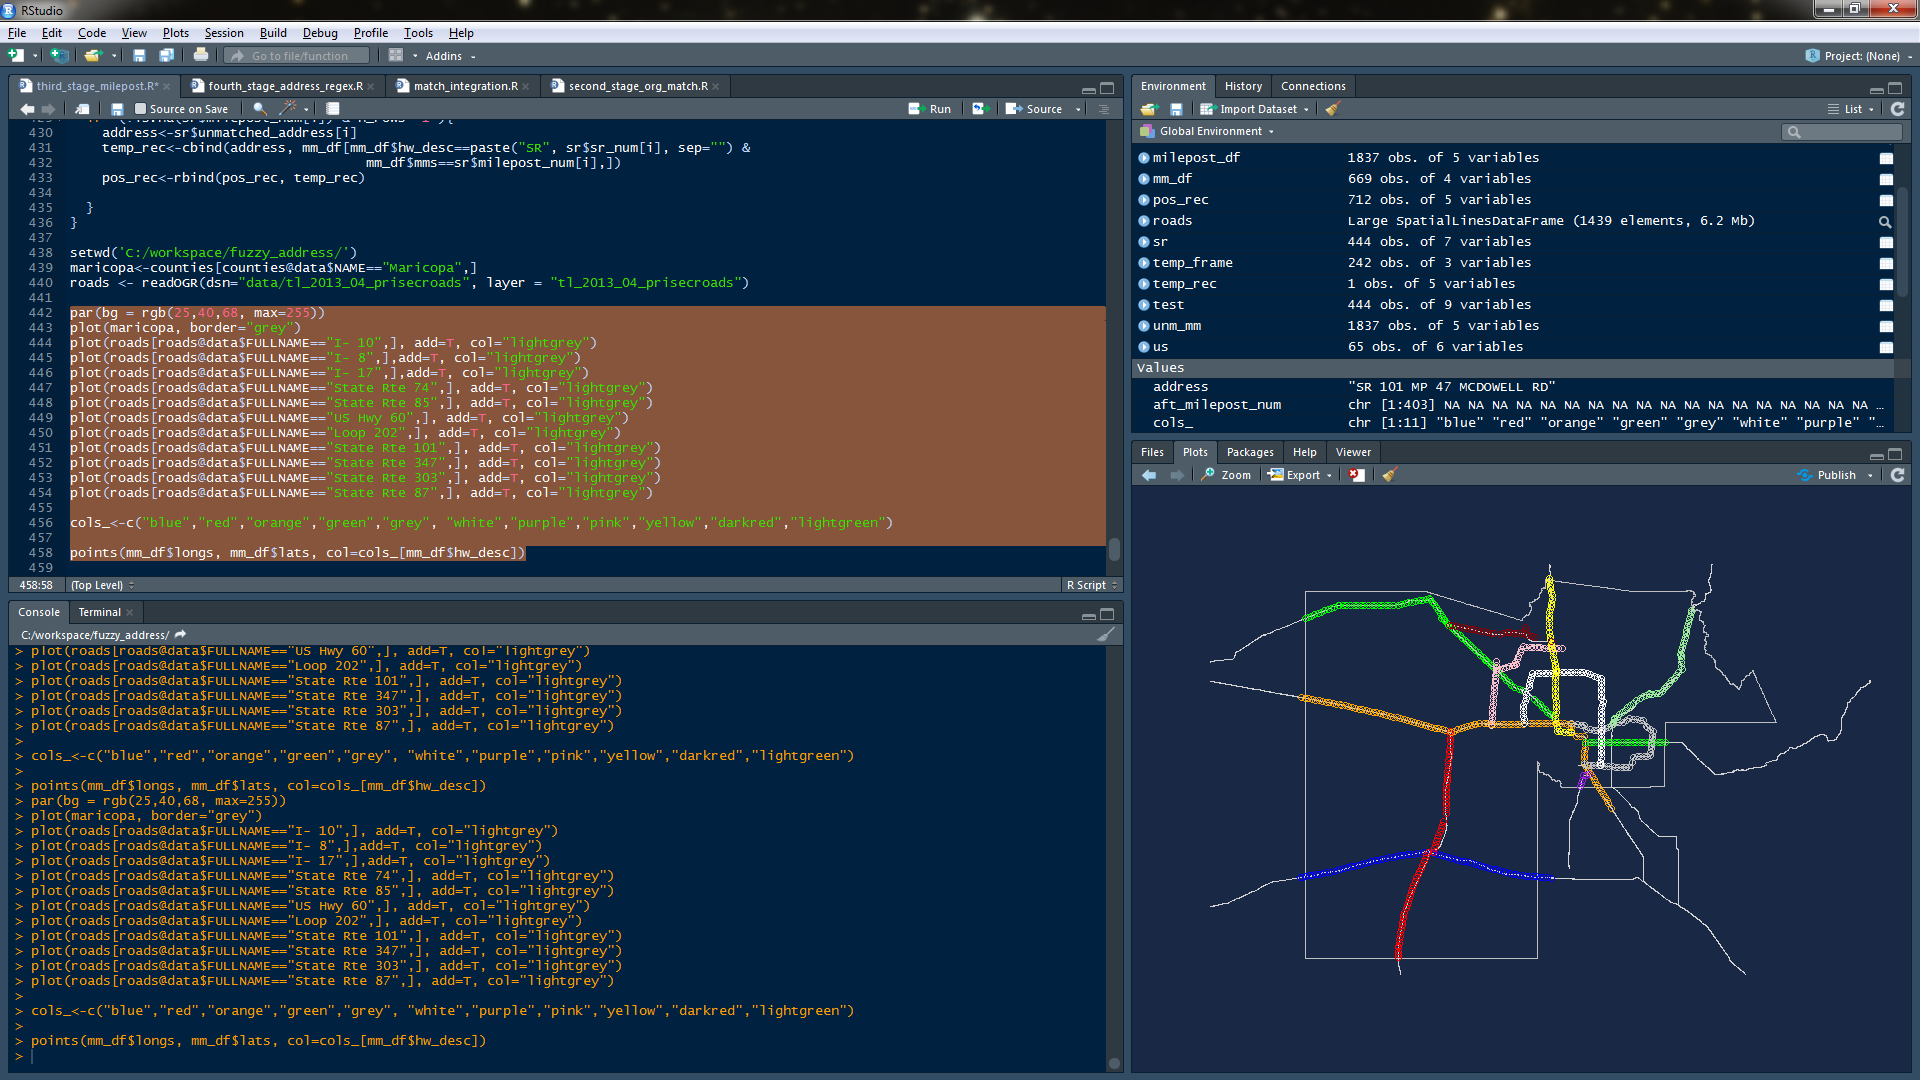 RStudio
File Edit Code View Plots Session Build Debug Profile Tools Help
Go to file/function Addins Project: (None)
third_stage_milepost.R* fourth_stage_address_regex.R match_integration.R second_stage_org_match.R
Source on Save Run Source
430 address<-sr$unmatched_address[i]
431 temp_rec<-cbind(address, mm_df[mm_df$hw_desc==paste("SR", sr$sr_num[i], sep="") &
432 mm_df$mms==sr$milepost_num[i],])
433 pos_rec<-rbind(pos_rec, temp_rec)
434
435 }
436 }
437
438 setwd('C:/workspace/fuzzy_address/')
439 maricopa<-counties[counties@data$NAME=="Maricopa",]
440 roads <- readOGR(dsn="data/tl_2013_04_prisecroads", layer = "tl_2013_04_prisecroads")
441
442 par(bg = rgb(25,40,68, max=255))
443 plot(maricopa, border="grey")
444 plot(roads[roads@data$FULLNAME=="I- 10",], add=T, col="lightgrey")
445 plot(roads[roads@data$FULLNAME=="I- 8",],add=T, col="lightgrey")
446 plot(roads[roads@data$FULLNAME=="I- 17",],add=T, col="lightgrey")
447 plot(roads[roads@data$FULLNAME=="State Rte 74",], add=T, col="lightgrey")
448 plot(roads[roads@data$FULLNAME=="State Rte 85",], add=T, col="lightgrey")
449 plot(roads[roads@data$FULLNAME=="US Hwy 60",], add=T, col="lightgrey")
450 plot(roads[roads@data$FULLNAME=="Loop 202",], add=T, col="lightgrey")
451 plot(roads[roads@data$FULLNAME=="State Rte 101",], add=T, col="lightgrey")
452 plot(roads[roads@data$FULLNAME=="State Rte 347",], add=T, col="lightgrey")
453 plot(roads[roads@data$FULLNAME=="State Rte 303",], add=T, col="lightgrey")
454 plot(roads[roads@data$FULLNAME=="State Rte 87",], add=T, col="lightgrey")
455
456 cols_<-c("blue","red","orange","green","grey", "white","purple","pink","yellow","darkred","lightgreen")
457
458 points(mm_df$longs, mm_df$lats, col=cols_[mm_df$hw_desc])
459
458:58 (Top Level) R Script
Console Terminal
C:/workspace/fuzzy_address/
> plot(roads[roads@data$FULLNAME=="US Hwy 60",], add=T, col="lightgrey")
> plot(roads[roads@data$FULLNAME=="Loop 202",], add=T, col="lightgrey")
> plot(roads[roads@data$FULLNAME=="State Rte 101",], add=T, col="lightgrey")
> plot(roads[roads@data$FULLNAME=="State Rte 347",], add=T, col="lightgrey")
> plot(roads[roads@data$FULLNAME=="State Rte 303",], add=T, col="lightgrey")
> plot(roads[roads@data$FULLNAME=="State Rte 87",], add=T, col="lightgrey")
>
> cols_<-c("blue","red","orange","green","grey", "white","purple","pink","yellow","darkred","lightgreen")
>
> points(mm_df$longs, mm_df$lats, col=cols_[mm_df$hw_desc])
> par(bg = rgb(25,40,68, max=255))
> plot(maricopa, border="grey")
> plot(roads[roads@data$FULLNAME=="I- 10",], add=T, col="lightgrey")
> plot(roads[roads@data$FULLNAME=="I- 8",],add=T, col="lightgrey")
> plot(roads[roads@data$FULLNAME=="I- 17",],add=T, col="lightgrey")
> plot(roads[roads@data$FULLNAME=="State Rte 74",], add=T, col="lightgrey")
> plot(roads[roads@data$FULLNAME=="State Rte 85",], add=T, col="lightgrey")
> plot(roads[roads@data$FULLNAME=="US Hwy 60",], add=T, col="lightgrey")
> plot(roads[roads@data$FULLNAME=="Loop 202",], add=T, col="lightgrey")
> plot(roads[roads@data$FULLNAME=="State Rte 101",], add=T, col="lightgrey")
> plot(roads[roads@data$FULLNAME=="State Rte 347",], add=T, col="lightgrey")
> plot(roads[roads@data$FULLNAME=="State Rte 303",], add=T, col="lightgrey")
> plot(roads[roads@data$FULLNAME=="State Rte 87",], add=T, col="lightgrey")
>
> cols_<-c("blue","red","orange","green","grey", "white","purple","pink","yellow","darkred","lightgreen")
>
> points(mm_df$longs, mm_df$lats, col=cols_[mm_df$hw_desc])
>
Environment History Connections
Import Dataset List
Global Environment
milepost_df 1837 obs. of 5 variables
mm_df 669 obs. of 4 variables
pos_rec 712 obs. of 5 variables
roads Large SpatialLinesDataFrame (1439 elements, 6.2 Mb)
sr 444 obs. of 7 variables
temp_frame 242 obs. of 3 variables
temp_rec 1 obs. of 5 variables
test 444 obs. of 9 variables
unm_mm 1837 obs. of 5 variables
us 65 obs. of 6 variables
Values
address "SR 101 MP 47 MCDOWELL RD"
aft_milepost_num chr [1:403] NA NA NA NA NA NA NA NA NA NA NA NA NA NA NA NA NA NA …
cols_ chr [1:11] "blue" "red" "orange" "green" "grey" "white" "purple" "…
Files Plots Packages Help Viewer
Zoom Export Publish